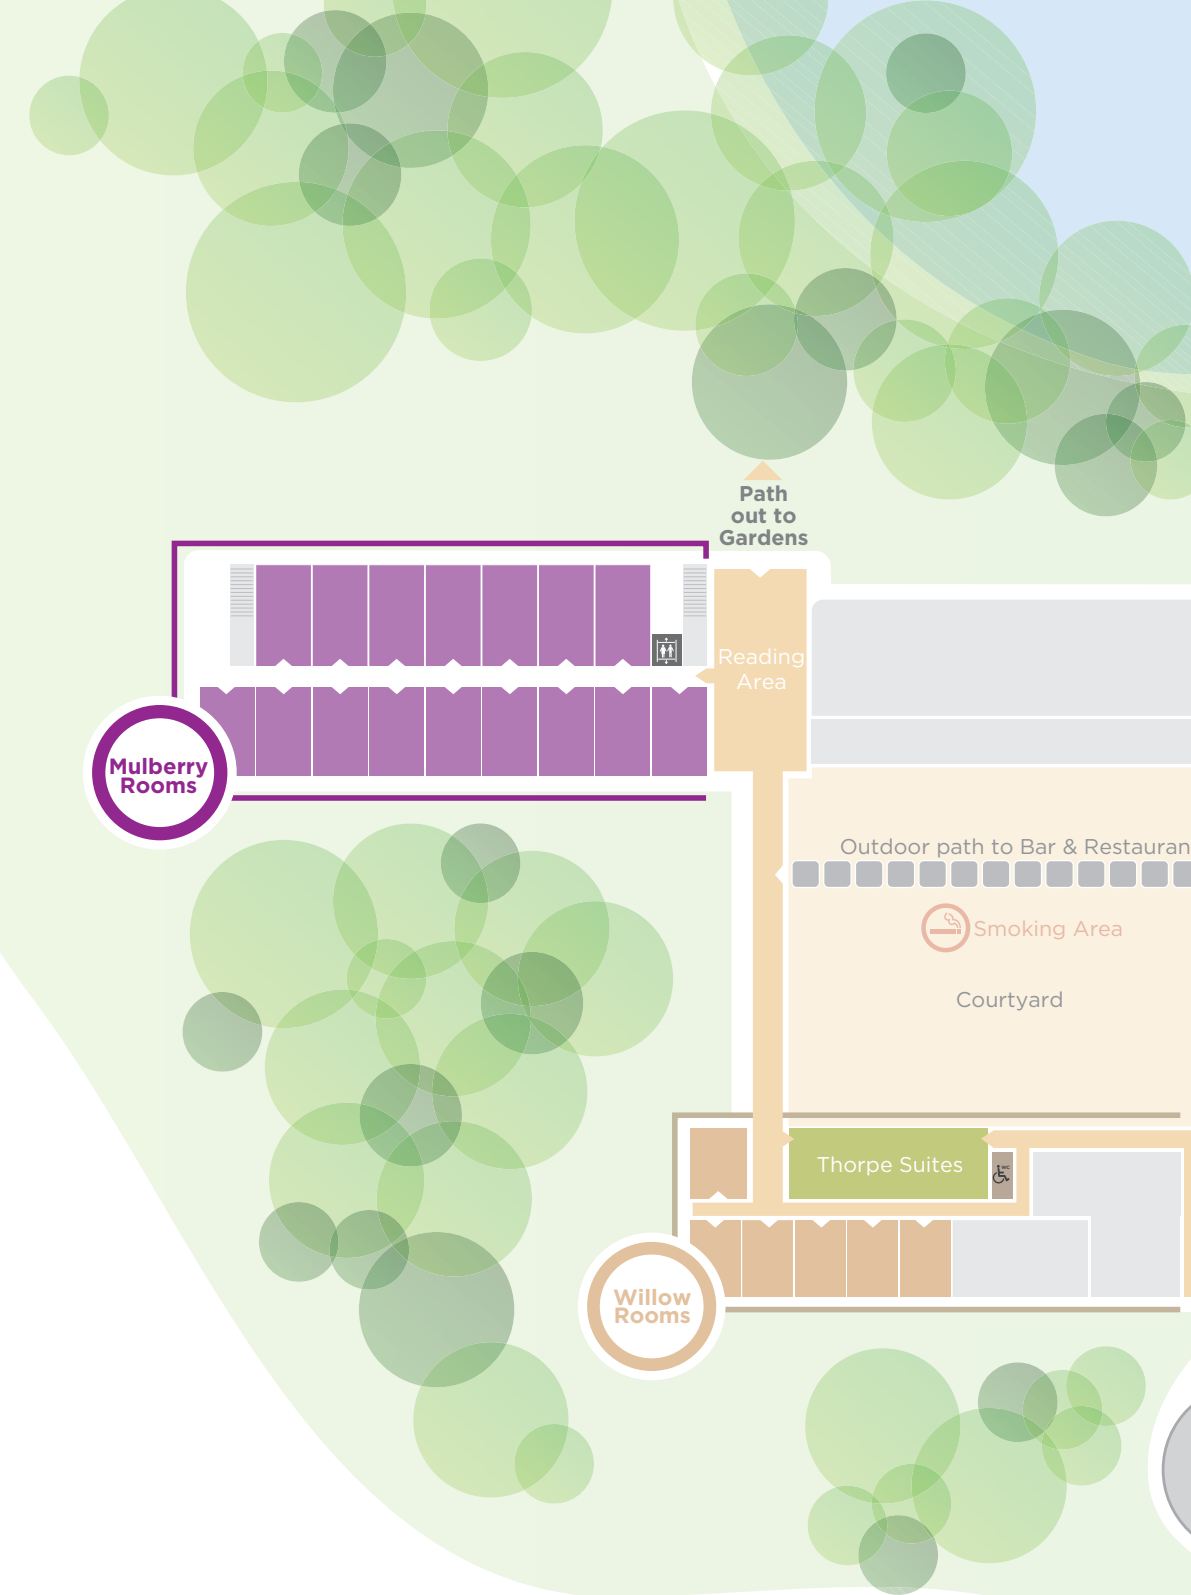 Path
out to
Gardens
Reading
Area
Mulberry
Rooms
Outdoor path to Bar & Restauran
Smoking Area
Courtyard
Thorpe Suites
WC
Willow
Rooms